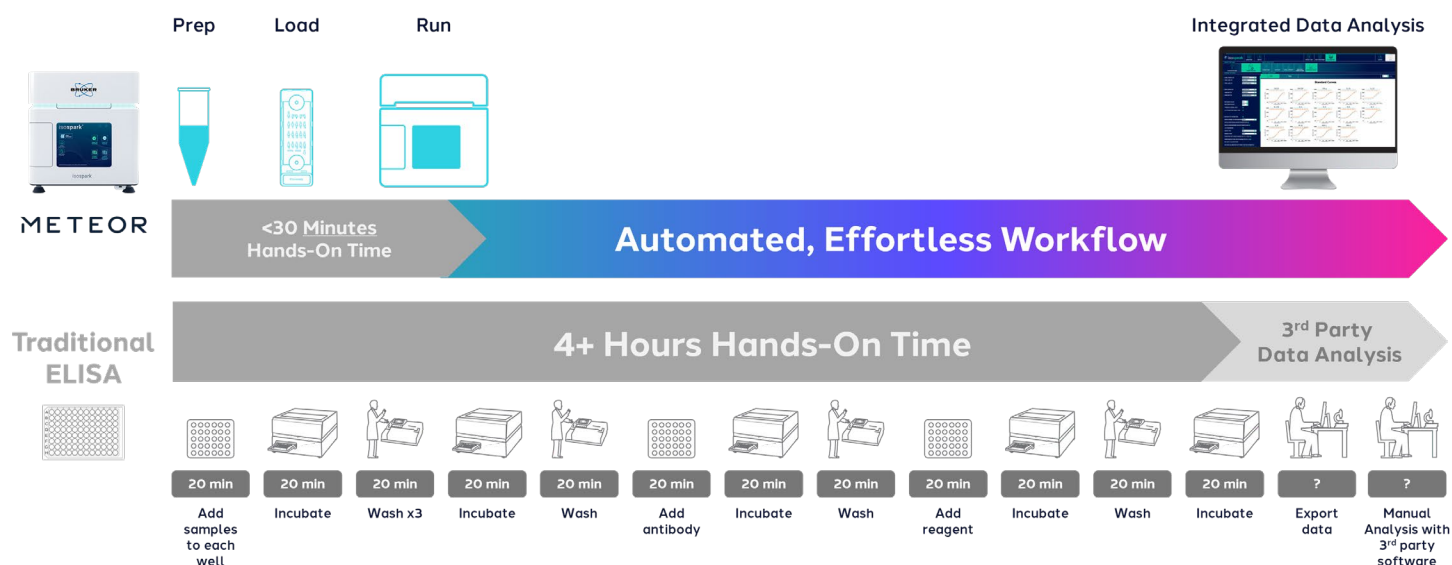 Prep
Load
Run
Integrated Data Analysis
BRUKER
isospark
isospark
METEOR
<30 Minutes
Hands-On Time
Automated, Effortless Workflow
Traditional
ELISA
4+ Hours Hands-On Time
3rd Party
Data Analysis
20 min
20 min
20 min
20 min
20 min
20 min
20 min
20 min
20 min
20 min
20 min
20 min
?
?
Add
samples
to each
well
Incubate
Wash x3
Incubate
Wash
Add
antibody
Incubate
Wash
Add
reagent
Incubate
Wash
Incubate
Export
data
Manual
Analysis with
3rd party
software